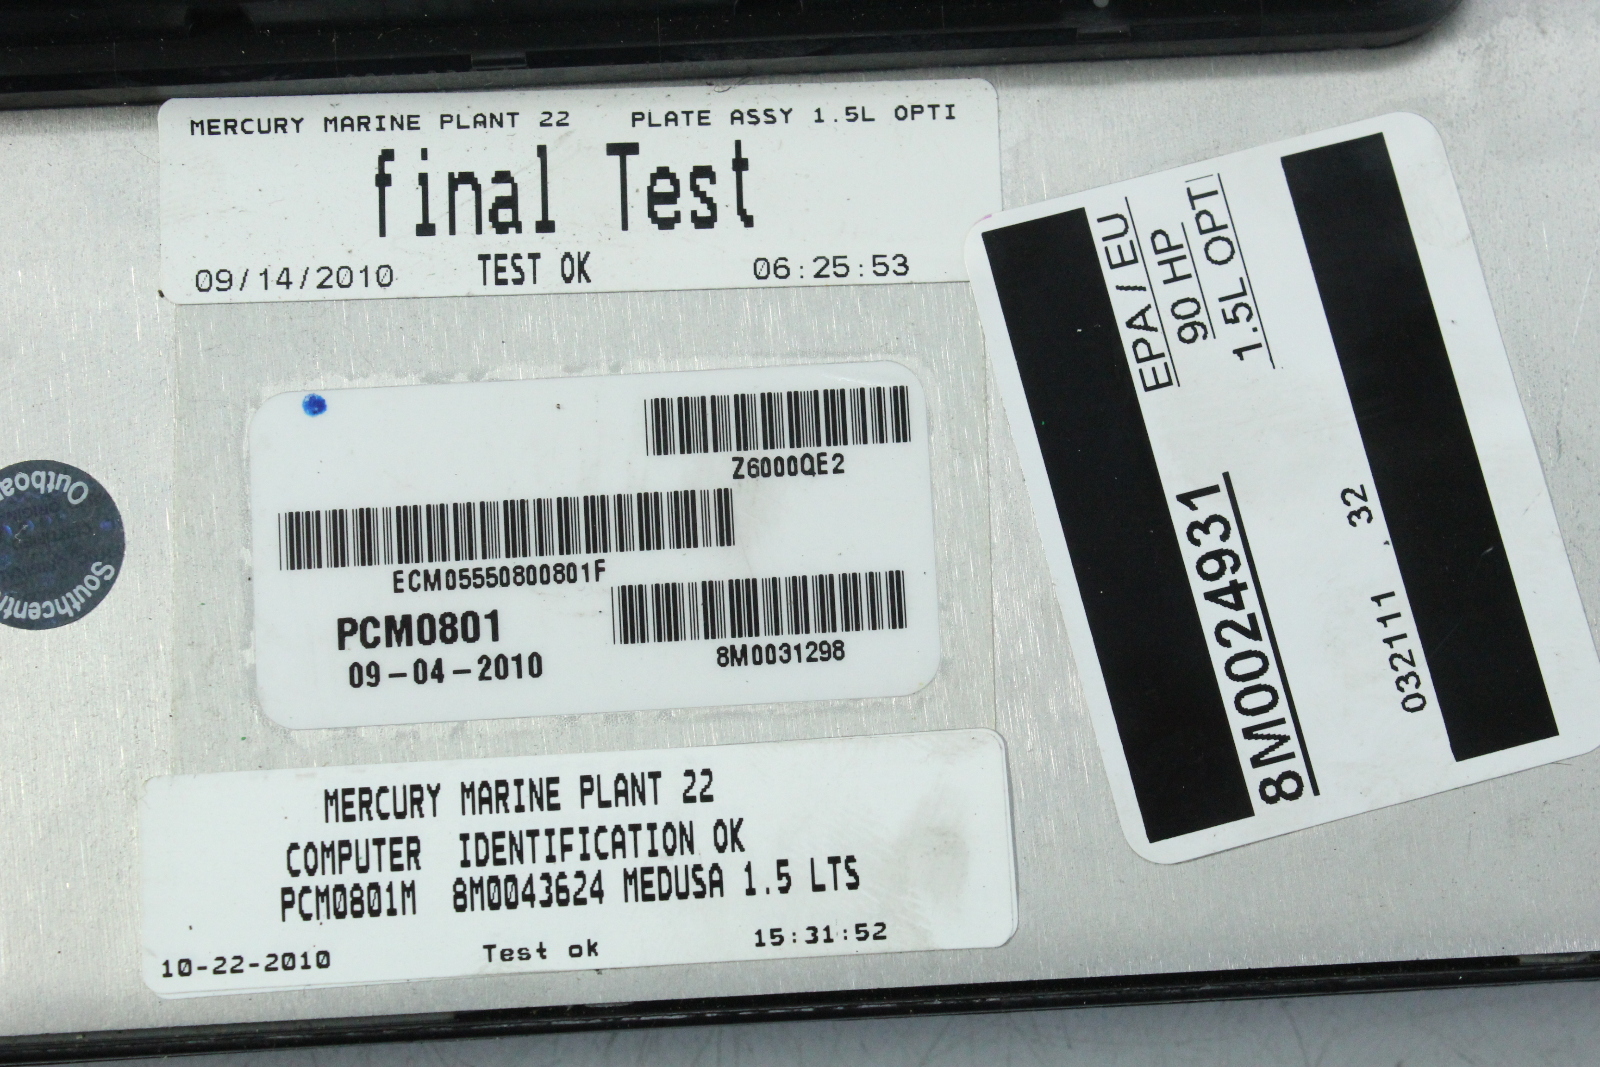 MERCURY MARINE PLANT 22 PLATE ASSY 1.5L OPTI
final Test
09/14/2010 TEST OK 06:25:53
Z6000QE2
ECM05550800801F
PCM0801
09-04-2010
8M0031298
MERCURY MARINE PLANT 22
COMPUTER IDENTIFICATION OK
PCM0801M 8M0043624 MEDUSA 1.5 LTS
10-22-2010 Test ok 15:31:52
EPA/EU
90 HP
1.5L OPTI
8M0024931
032111 32
Outboar
Southcentr